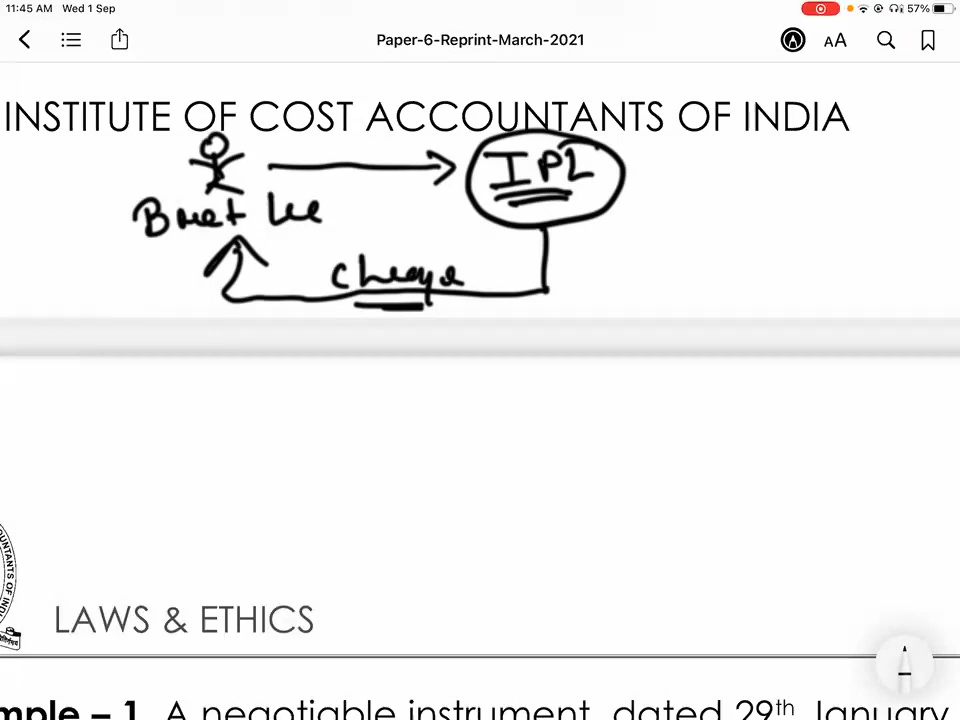 11:45 AM Wed 1 Sep 57%
Paper-6-Reprint-March-2021
AA
INSTITUTE OF COST ACCOUNTANTS OF INDIA
IPL
Bret Lee
Cheque
LAWS & ETHICS
mple – 1. A negotiable instrument, dated 29th January